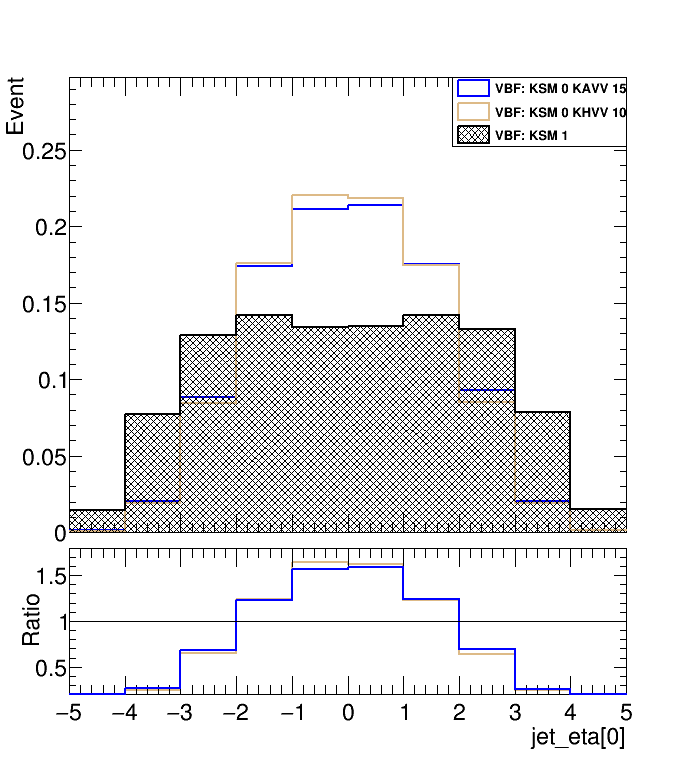 Event
VBF: KSM 0 KAVV 15
VBF: KSM 0 KHVV 10
VBF: KSM 1
0.25
0.2
0.15
0.1
0.05
0
Ratio
1.5
1
0.5
−5 −4 −3 −2 −1 0 1 2 3 4 5
jet_eta[0]